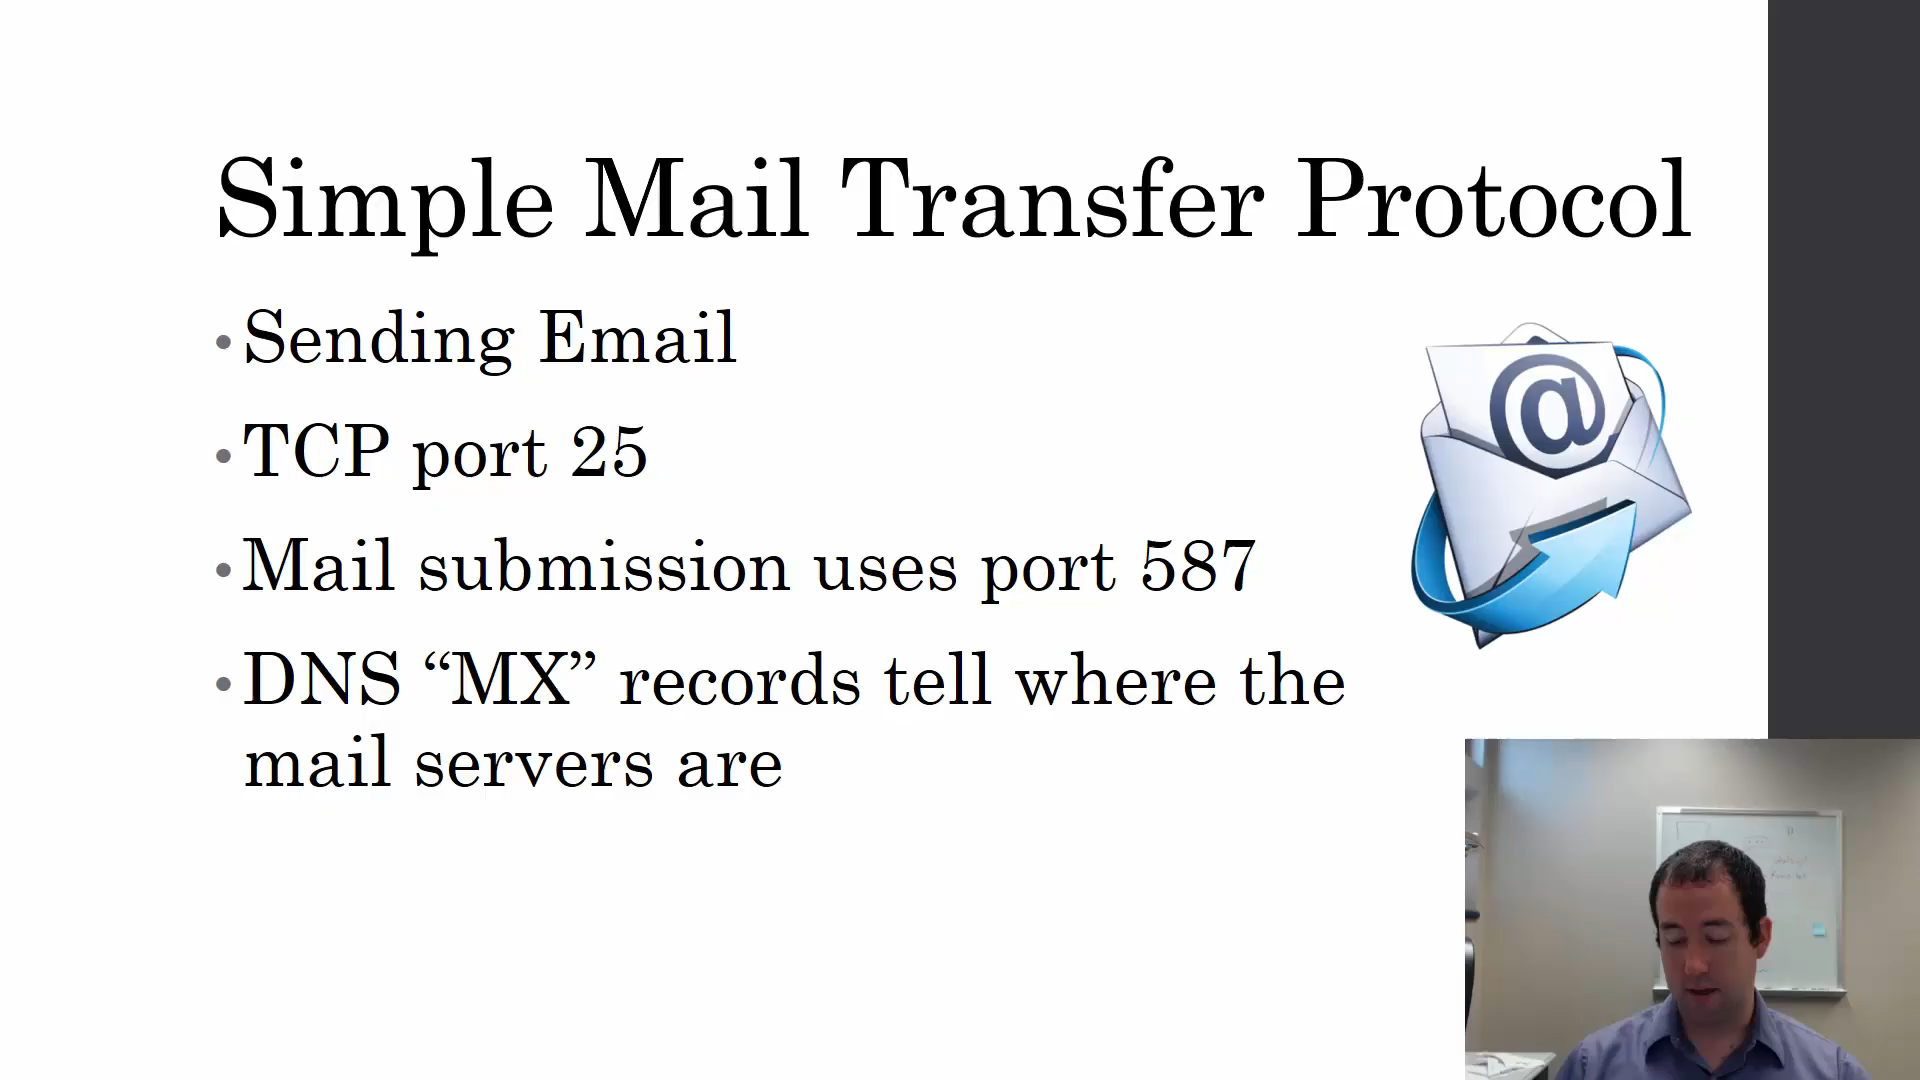 Simple Mail Transfer Protocol
• Sending Email
• TCP port 25
• Mail submission uses port 587
• DNS “MX” records tell where the
mail servers are
@